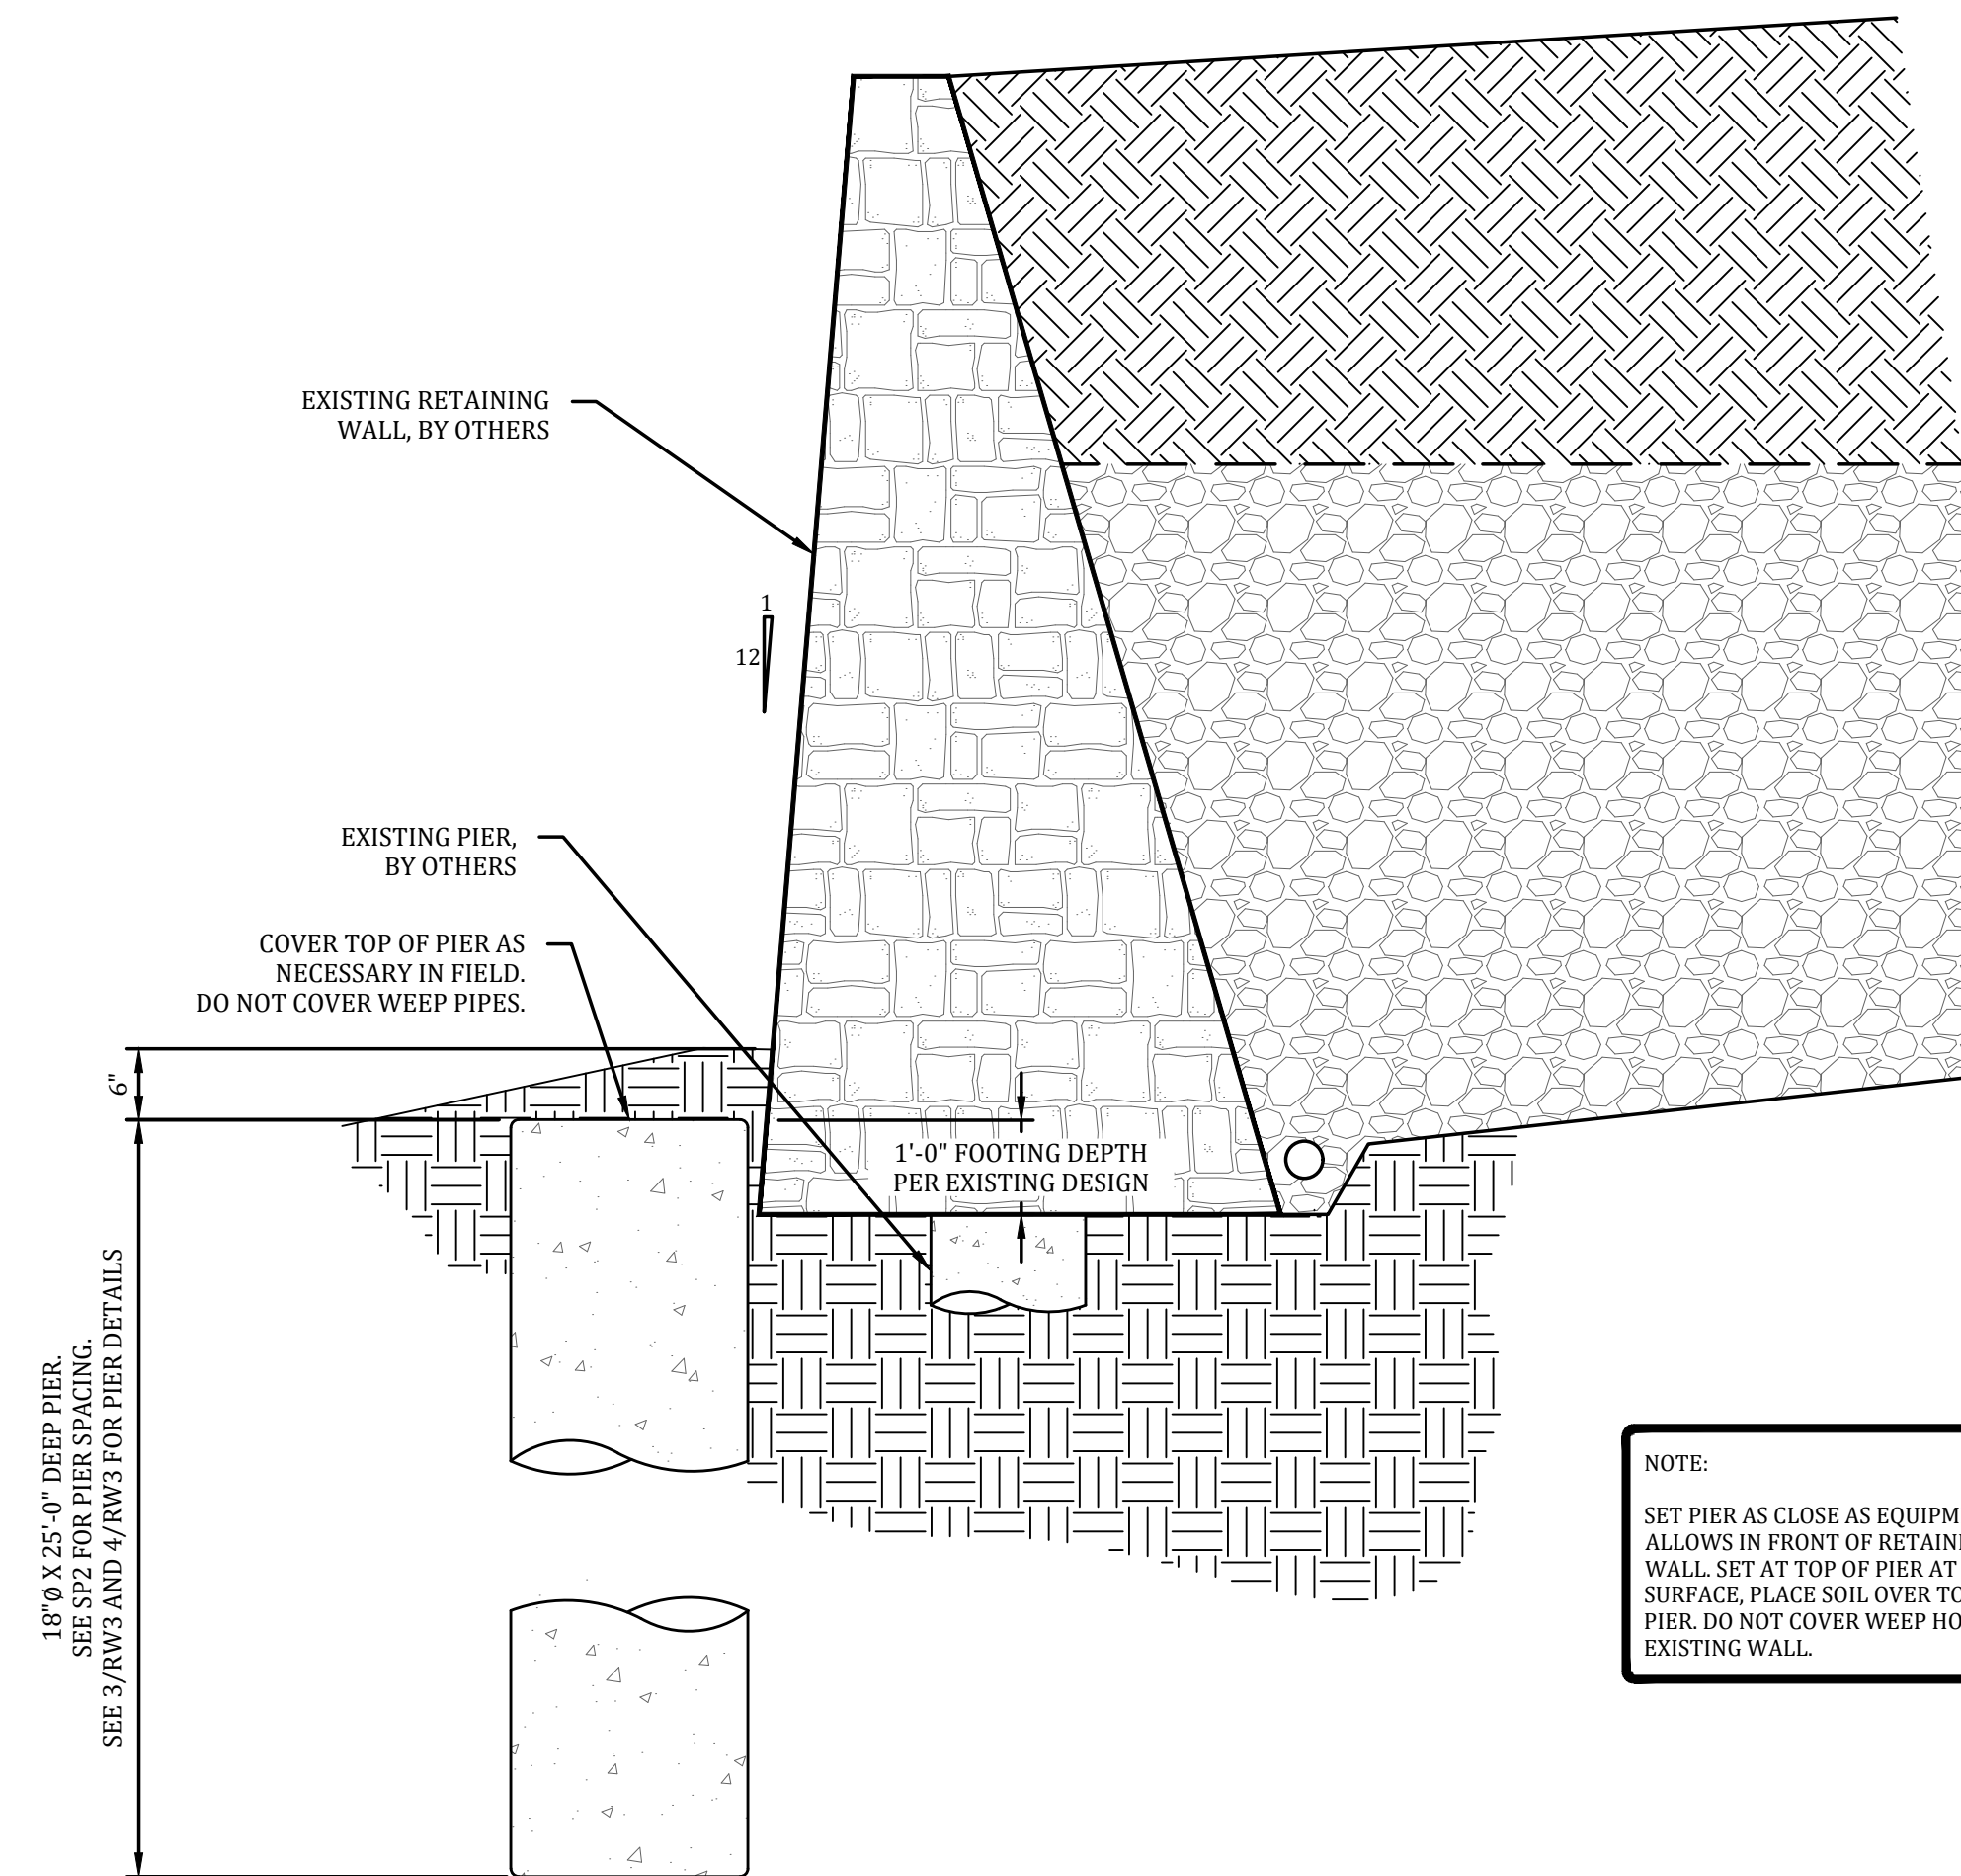 EXISTING RETAINING
WALL, BY OTHERS
1
12
EXISTING PIER,
BY OTHERS
COVER TOP OF PIER AS
NECESSARY IN FIELD.
DO NOT COVER WEEP PIPES.
6"
1'-0" FOOTING DEPTH
PER EXISTING DESIGN
18"Ø X 25'-0" DEEP PIER.
SEE SP2 FOR PIER SPACING.
SEE 3/RW3 AND 4/RW3 FOR PIER DETAILS
NOTE:
SET PIER AS CLOSE AS EQUIPM
ALLOWS IN FRONT OF RETAIN
WALL. SET AT TOP OF PIER AT
SURFACE, PLACE SOIL OVER TO
PIER. DO NOT COVER WEEP HO
EXISTING WALL.